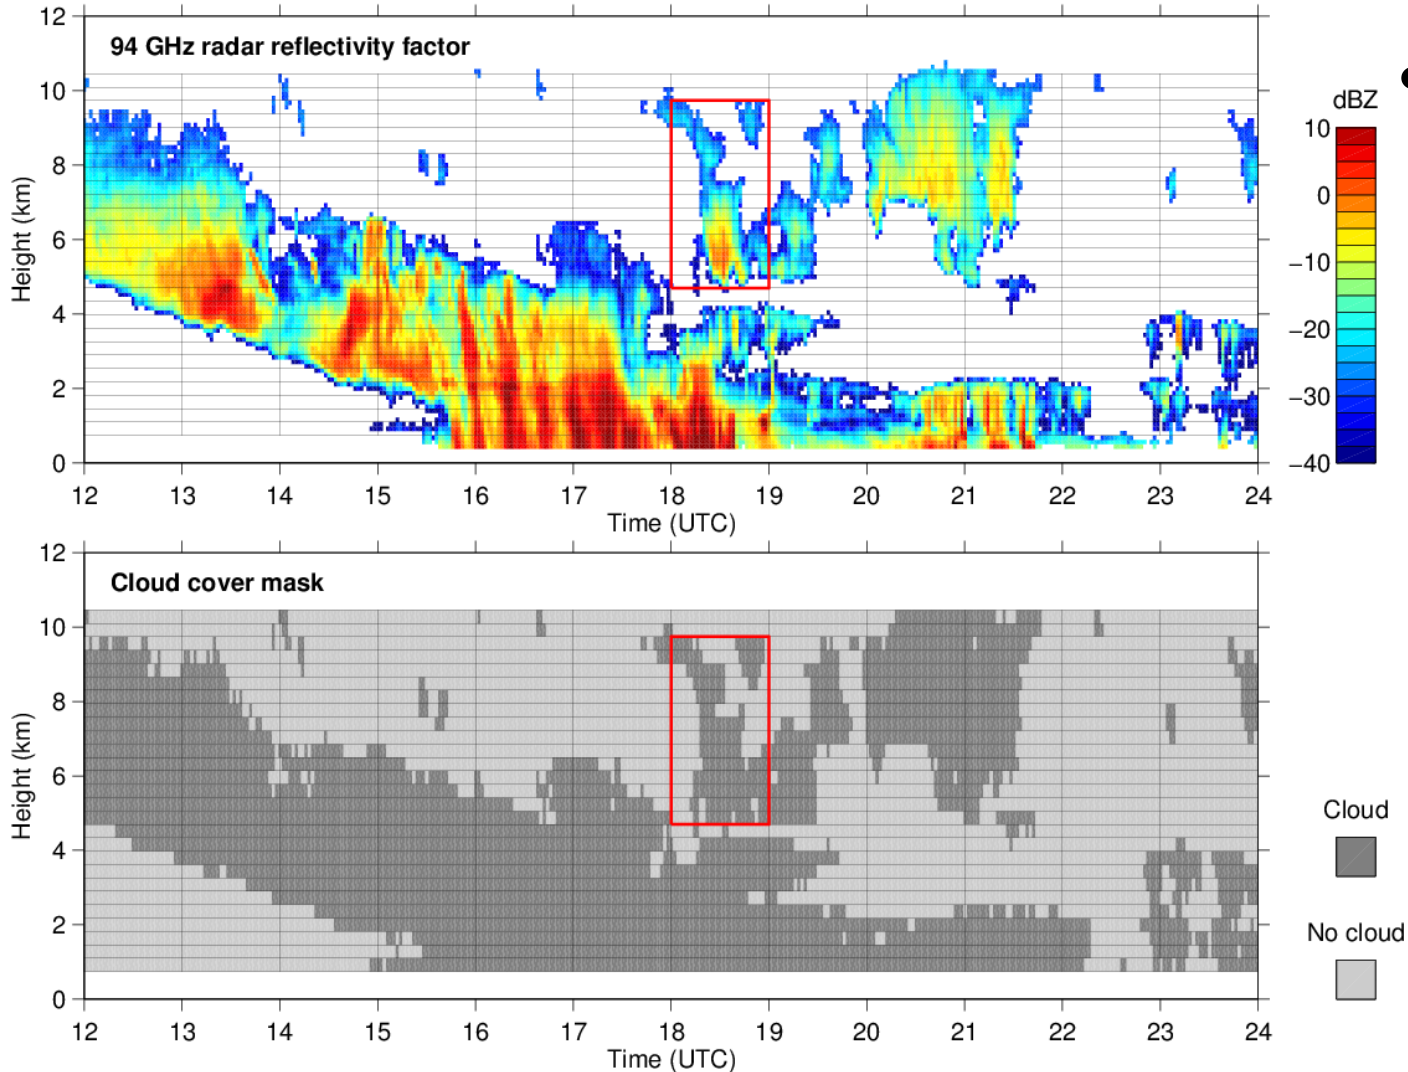 94 GHz radar reflectivity factor
12
10
8
6
4
2
0
Height (km)
12 13 14 15 16 17 18 19 20 21 22 23 24
Time (UTC)
dBZ
10
0
−10
−20
−30
−40
Cloud cover mask
12
10
8
6
4
2
0
Height (km)
12 13 14 15 16 17 18 19 20 21 22 23 24
Time (UTC)
Cloud
No cloud